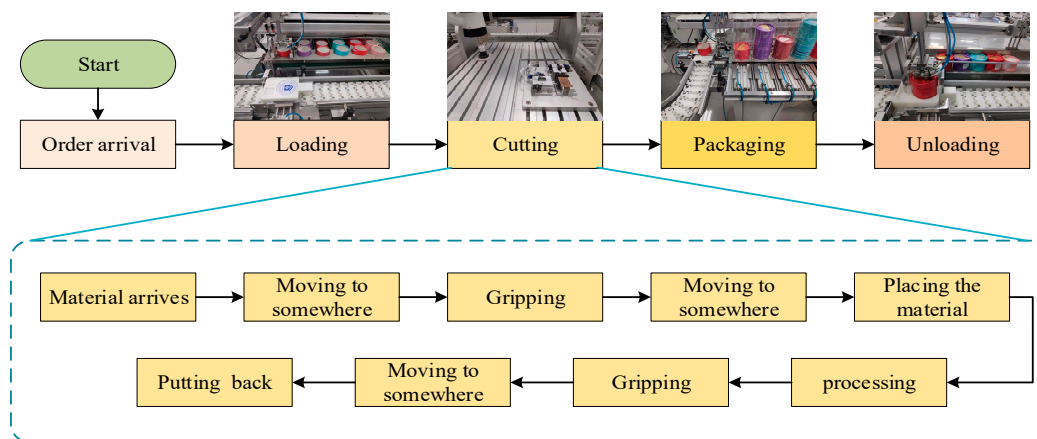 Start
Order arrival
Loading
Cutting
Packaging
Unloading
Material arrives
Moving to
somewhere
Gripping
Moving to
somewhere
Placing the
material
processing
Gripping
Moving to
somewhere
Putting back